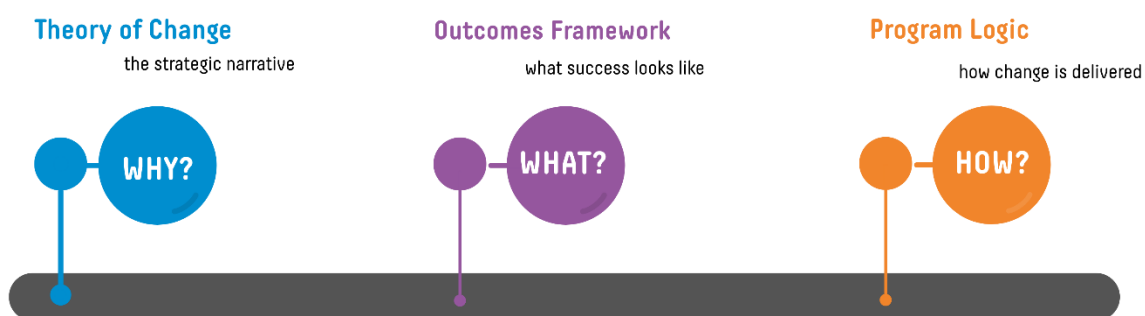 Theory of Change
the strategic narrative
WHY?
Outcomes Framework
what success looks like
WHAT?
Program Logic
how change is delivered
HOW?